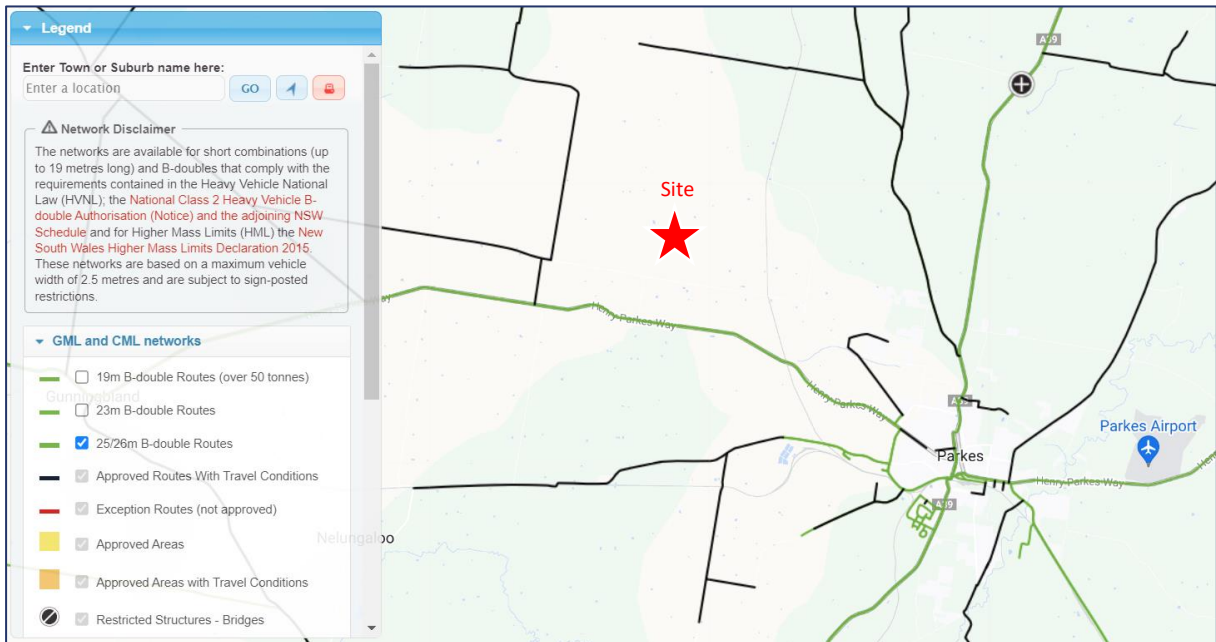 Legend
Enter Town or Suburb name here:
Enter a location
GO
Network Disclaimer
The networks are available for short combinations (up
to 19 metres long) and B-doubles that comply with the
requirements contained in the Heavy Vehicle National
Law (HVNL); the National Class 2 Heavy Vehicle B-
double Authorisation (Notice) and the adjoining NSW
Schedule and for Higher Mass Limits (HML) the New
South Wales Higher Mass Limits Declaration 2015.
These networks are based on a maximum vehicle
width of 2.5 metres and are subject to sign-posted
restrictions.
GML and CML networks
19m B-double Routes (over 50 tonnes)
Gunningbland
23m B-double Routes
25/26m B-double Routes
Approved Routes With Travel Conditions
Exception Routes (not approved)
Approved Areas
Nelungaloo
Approved Areas with Travel Conditions
Restricted Structures - Bridges
A39
Site
Henry Parkes Way
Henry Parkes Way
A39
Parkes Airport
Parkes
Henry Parkes Way
A39